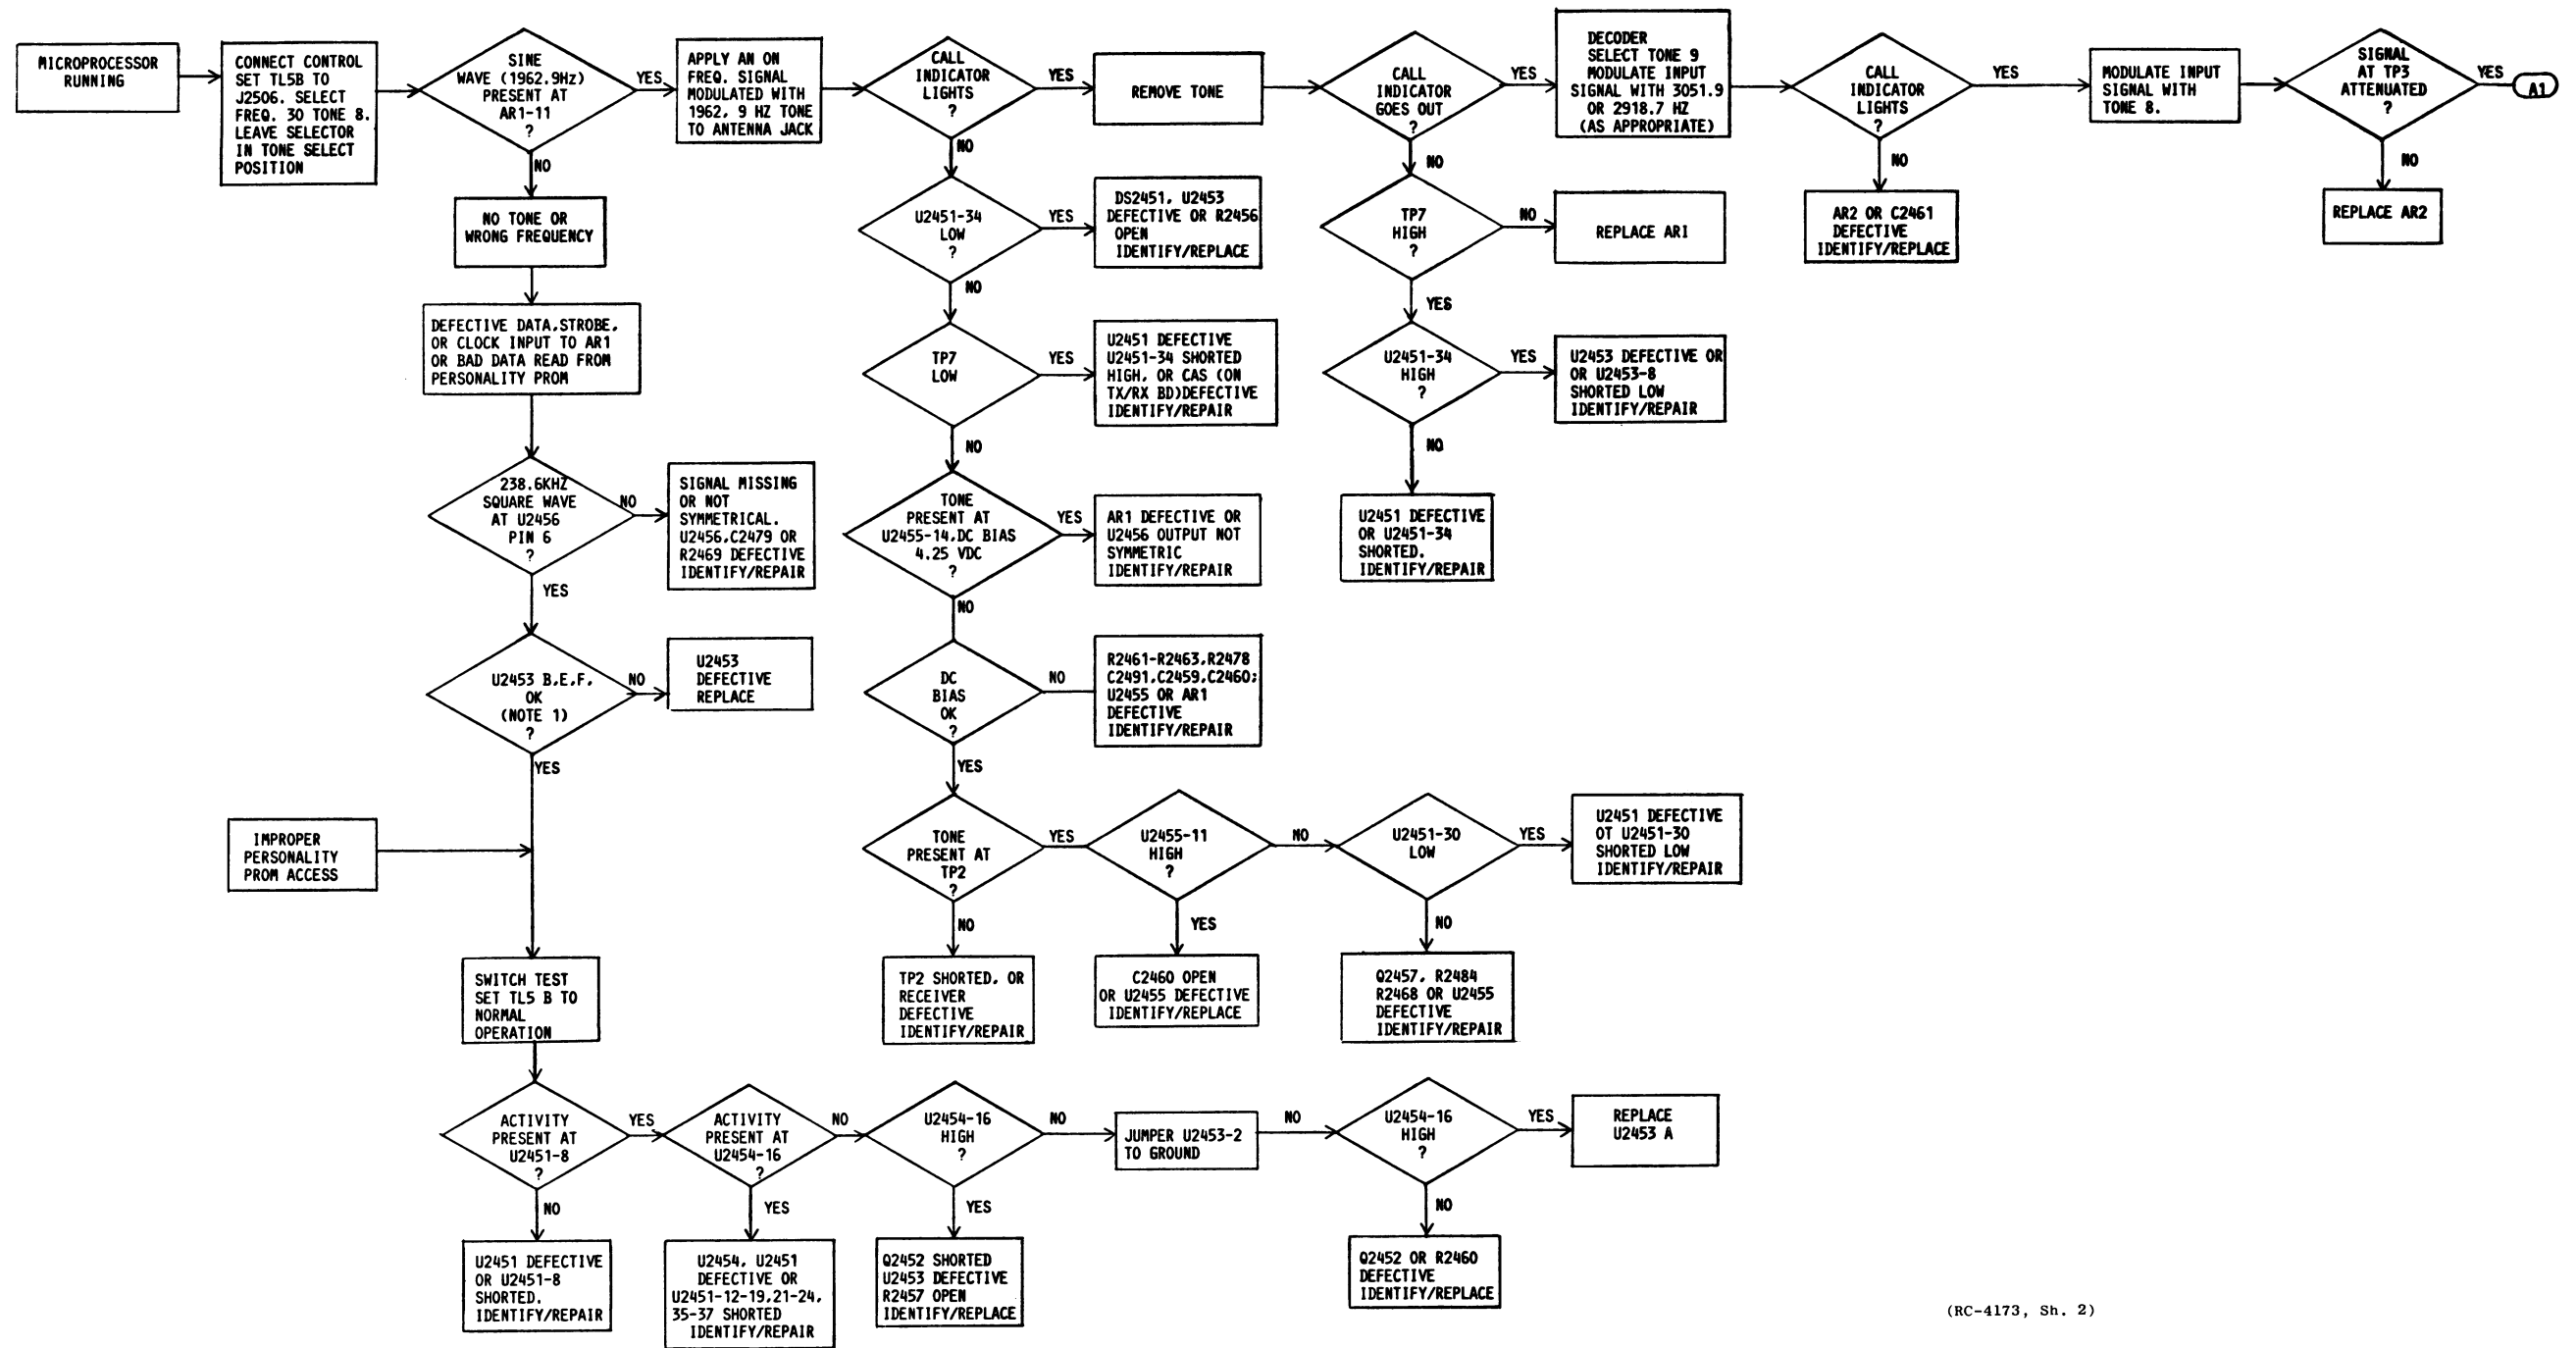 MICROPROCESSOR
RUNNING
CONNECT CONTROL
SET TL5B TO
J2506. SELECT
FREQ. 30 TONE 8.
LEAVE SELECTOR
IN TONE SELECT
POSITION
SINE
WAVE (1962.9Hz)
PRESENT AT
AR1-11
?
YES
NO
APPLY AN ON
FREQ. SIGNAL
MODULATED WITH
1962. 9 HZ TONE
TO ANTENNA JACK
CALL
INDICATOR
LIGHTS
?
YES
NO
REMOVE TONE
CALL
INDICATOR
GOES OUT
?
YES
NO
DECODER
SELECT TONE 9
MODULATE INPUT
SIGNAL WITH 3051.9
OR 2918.7 HZ
(AS APPROPRIATE)
CALL
INDICATOR
LIGHTS
?
YES
NO
MODULATE INPUT
SIGNAL WITH
TONE 8.
SIGNAL
AT TP3
ATTENUATED
?
YES
A1
NO
NO TONE OR
WRONG FREQUENCY
U2451-34
LOW
?
YES
NO
DS2451. U2453
DEFECTIVE OR R2456
OPEN
IDENTIFY/REPLACE
TP7
HIGH
?
NO
YES
REPLACE AR1
AR2 OR C2461
DEFECTIVE
IDENTIFY/REPLACE
REPLACE AR2
DEFECTIVE DATA.STROBE.
OR CLOCK INPUT TO AR1
OR BAD DATA READ FROM
PERSONALITY PROM
TP7
LOW
YES
NO
U2451 DEFECTIVE
U2451-34 SHORTED
HIGH. OR CAS (ON
TX/RX BD)DEFECTIVE
IDENTIFY/REPAIR
U2451-34
HIGH
?
YES
NO
U2453 DEFECTIVE OR
OR U2453-8
SHORTED LOW
IDENTIFY/REPAIR
238.6KHZ
SQUARE WAVE
AT U2456
PIN 6
?
NO
YES
SIGNAL MISSING
OR NOT
SYMMETRICAL.
U2456.C2479 OR
R2469 DEFECTIVE
IDENTIFY/REPAIR
TONE
PRESENT AT
U2455-14.DC BIAS
4.25 VDC
?
YES
NO
AR1 DEFECTIVE OR
U2456 OUTPUT NOT
SYMMETRIC
IDENTIFY/REPAIR
U2451 DEFECTIVE
OR U2451-34
SHORTED.
IDENTIFY/REPAIR
U2453 B.E.F.
OK
(NOTE 1)
?
NO
YES
U2453
DEFECTIVE
REPLACE
DC
BIAS
OK
?
NO
YES
R2461-R2463.R2478
C2491.C2459.C2460:
U2455 OR AR1
DEFECTIVE
IDENTIFY/REPAIR
IMPROPER
PERSONALITY
PROM ACCESS
TONE
PRESENT AT
TP2
?
YES
NO
U2455-11
HIGH
?
NO
YES
U2451-30
LOW
YES
NO
U2451 DEFECTIVE
OT U2451-30
SHORTED LOW
IDENTIFY/REPAIR
SWITCH TEST
SET TL5 B TO
NORMAL
OPERATION
TP2 SHORTED. OR
RECEIVER
DEFECTIVE
IDENTIFY/REPAIR
C2460 OPEN
OR U2455 DEFECTIVE
IDENTIFY/REPLACE
Q2457. R2484
R2468 OR U2455
DEFECTIVE
IDENTIFY/REPAIR
ACTIVITY
PRESENT AT
U2451-8
?
YES
NO
ACTIVITY
PRESENT AT
U2454-16
?
NO
YES
U2454-16
HIGH
?
NO
YES
JUMPER U2453-2
TO GROUND
NO
U2454-16
HIGH
?
YES
NO
REPLACE
U2453 A
U2451 DEFECTIVE
OR U2451-8
SHORTED.
IDENTIFY/REPAIR
U2454. U2451
DEFECTIVE OR
U2451-12-19.21-24.
35-37 SHORTED
IDENTIFY/REPAIR
Q2452 SHORTED
U2453 DEFECTIVE
R2457 OPEN
IDENTIFY/REPLACE
Q2452 OR R2460
DEFECTIVE
IDENTIFY/REPLACE
(RC-4173, Sh. 2)